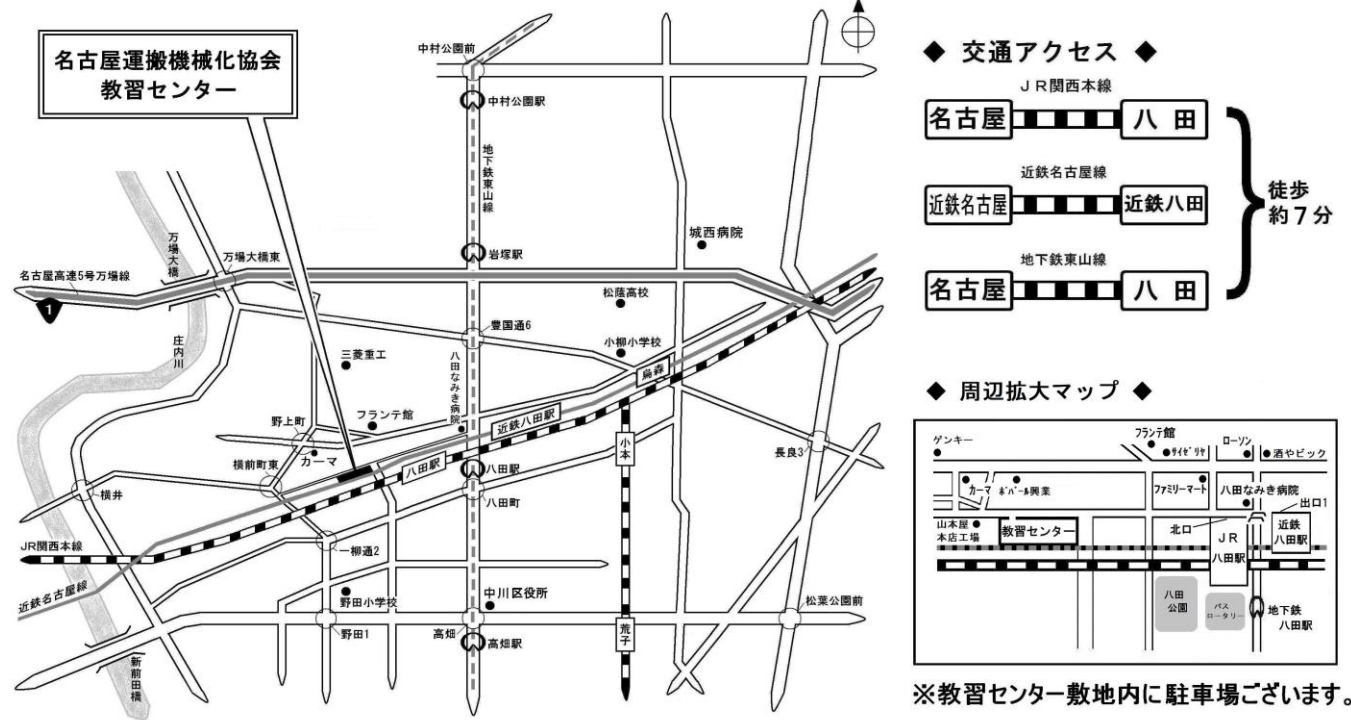 名古屋運搬機械化協会
教習センター
中村公園前
中村公園駅
地下鉄東山線
城西病院
万場大橋
万場大橋東
岩塚駅
名古屋高速5号万場線
1
松蔭高校
庄内川
豊国通6
三菱重工
小柳小学校
八田なみき病院
烏森
フランテ館
野上町
近鉄八田駅
小本
カーマ
八田駅
八田駅
長良3
横前町東
横井
八田町
JR関西本線
一柳通2
近鉄名古屋線
野田小学校
中川区役所
松葉公園前
野田1
高畑
荒子
高畑駅
新前田橋
◆ 交通アクセス ◆
JR関西本線
名古屋 八田
近鉄名古屋線
近鉄名古屋 近鉄八田
地下鉄東山線
名古屋 八田
徒歩
約7分
◆ 周辺拡大マップ ◆
フランテ館
ゲンキー
サイゼリヤ
ローソン
酒やビック
カーマ
ポパール興業
ファミリーマート
八田なみき病院
出口1
山本屋
本店工場
教習センター
北口
JR
八田駅
近鉄
八田駅
八田
公園
バス
ロータリー
地下鉄
八田駅
※教習センター敷地内に駐車場ございます。